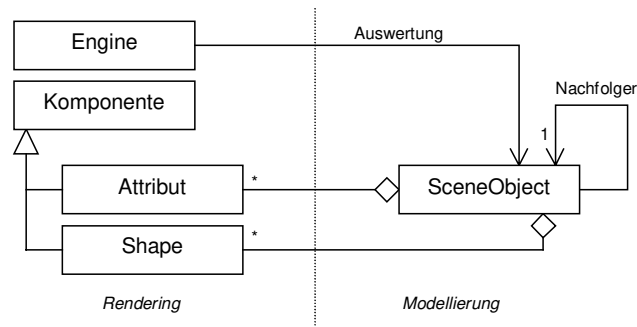 Engine
Auswertung
Komponente
Nachfolger
1
Attribut
*
SceneObject
Shape
*
Rendering
Modellierung